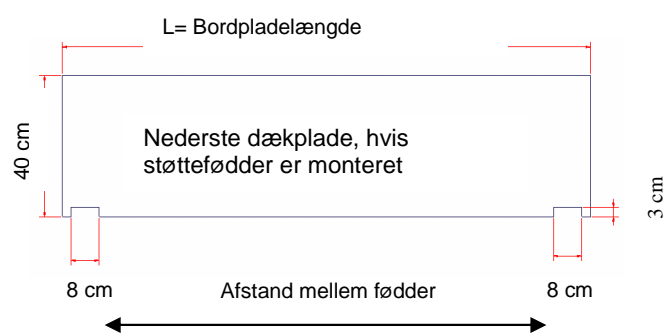 L= Bordpladelængde
40 cm
Nederste dækplade, hvis
støttefødder er monteret
3 cm
8 cm
Afstand mellem fødder
8 cm